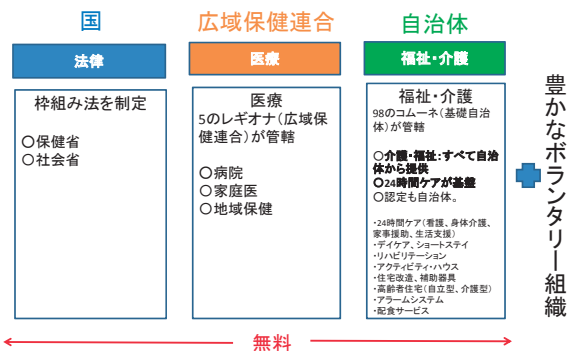 国
法律
枠組み法を制定
〇保健省
〇社会省
広域保健連合
医療
医療
5のレギオナ(広域保
健連合)が管轄
〇病院
〇家庭医
〇地域保健
自治体
福祉・介護
福祉・介護
98のコムーネ(基礎自治
体)が管轄
〇介護・福祉:すべて自治
体から提供
〇24時間ケアが基盤
〇認定も自治体。
・24時間ケア(看護、身体介護、
家事援助、生活支援)
・デイケア、ショートステイ
・リハビリテーション
・アクティビティ・ハウス
・住宅改造、補助器具
・高齢者住宅(自立型、介護型)
・アラームシステム
・配食サービス
豊かなボランタリー組織
無料